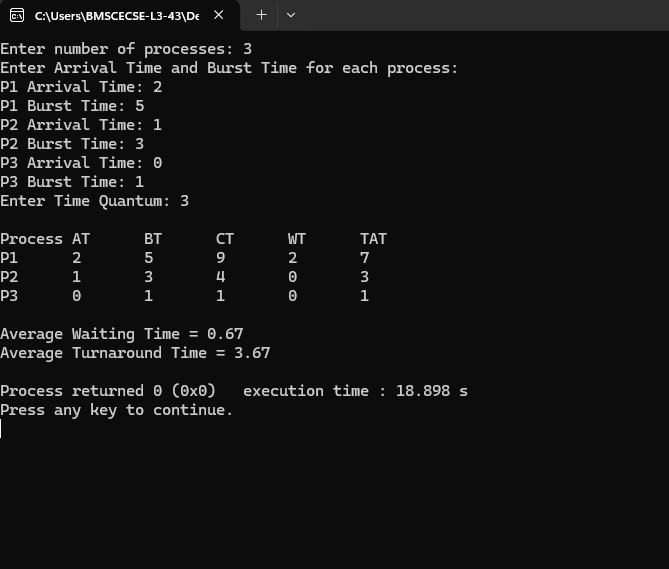 C:\Users\BMSCECSE-L3-43\De
Enter number of processes: 3
Enter Arrival Time and Burst Time for each process:
P1 Arrival Time: 2
P1 Burst Time: 5
P2 Arrival Time: 1
P2 Burst Time: 3
P3 Arrival Time: 0
P3 Burst Time: 1
Enter Time Quantum: 3
Process AT BT CT WT TAT
P1 2 5 9 2 7
P2 1 3 4 0 3
P3 0 1 1 0 1
Average Waiting Time = 0.67
Average Turnaround Time = 3.67
Process returned 0 (0x0)   execution time : 18.898 s
Press any key to continue.